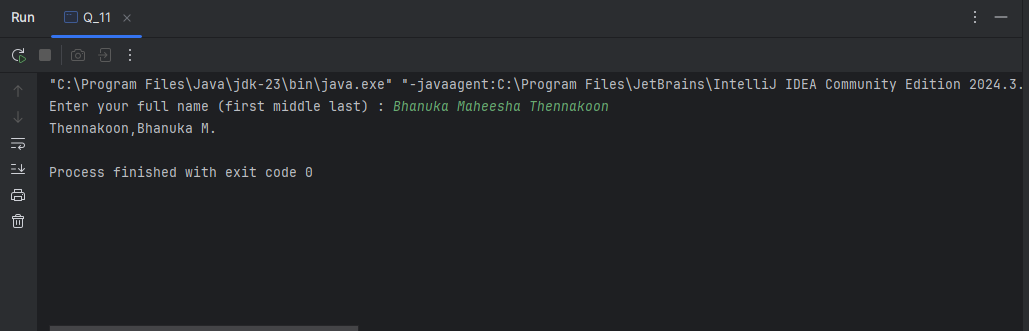 Run Q_11
"C:\Program Files\Java\jdk-23\bin\java.exe" "-javaagent:C:\Program Files\JetBrains\IntelliJ IDEA Community Edition 2024.3.
Enter your full name (first middle last) : Bhanuka Maheesha Thennakoon
Thennakoon,Bhanuka M.
Process finished with exit code 0